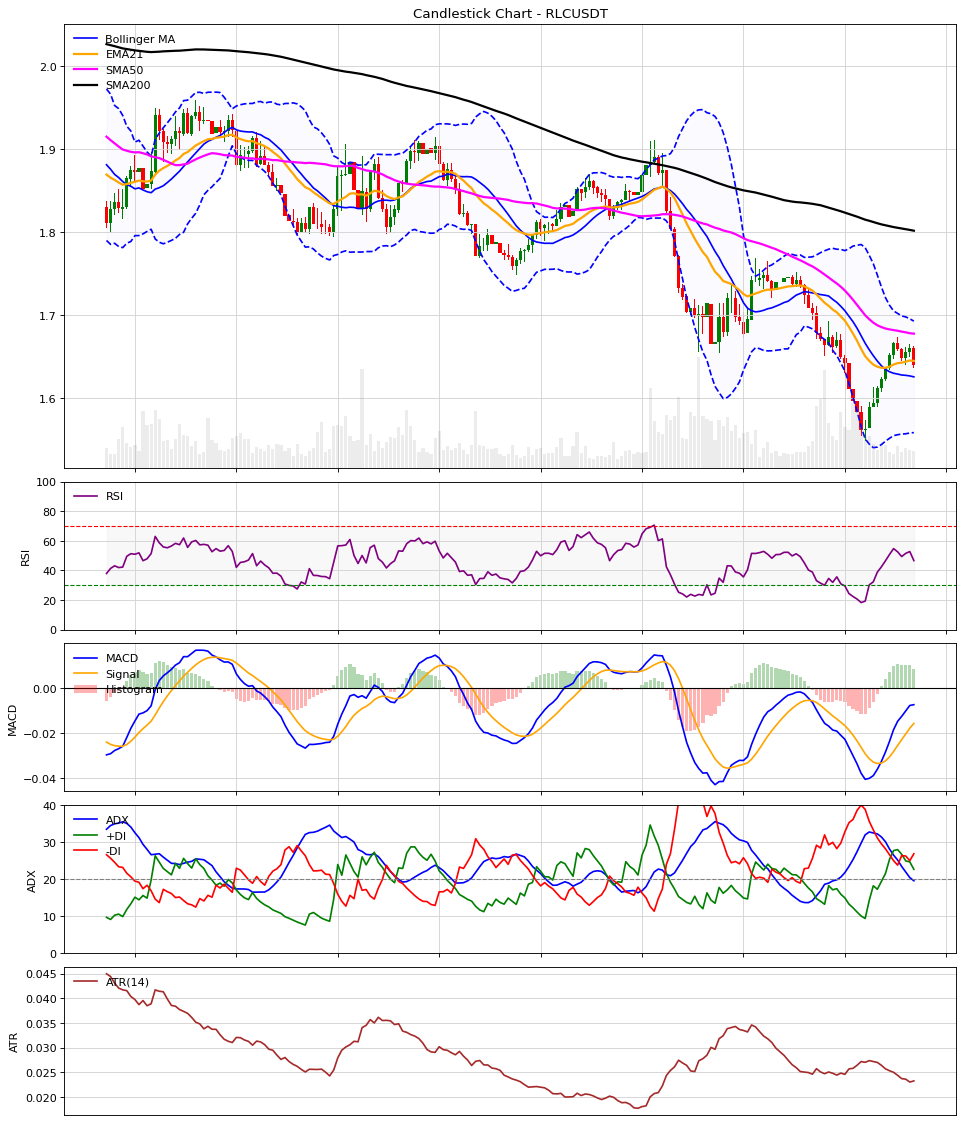 Candlestick Chart - RLCUSDT
Bollinger MA
EMA21
SMA50
SMA200
2.0
1.9
1.8
1.7
1.6
RSI
RSI
100
80
60
40
20
0
MACD
Signal
Histogram
MACD
0.00
−0.02
−0.04
ADX
+DI
-DI
ADX
40
30
20
10
0
ATR(14)
ATR
0.045
0.040
0.035
0.030
0.025
0.020